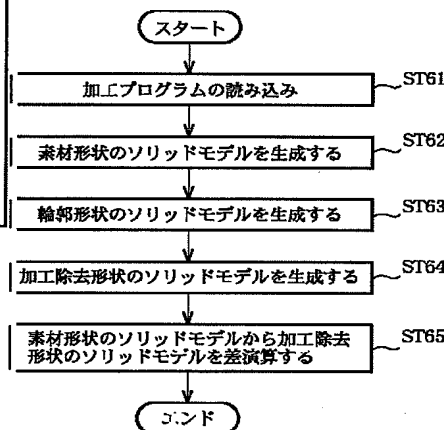 スタート
加工プログラムの読み込み
ST61
素材形状のソリッドモデルを生成する
ST62
輪郭形状のソリッドモデルを生成する
ST63
加工除去形状のソリッドモデルを生成する
ST64
素材形状のソリッドモデルから加工除去
形状のソリッドモデルを差演算する
ST65
エンド